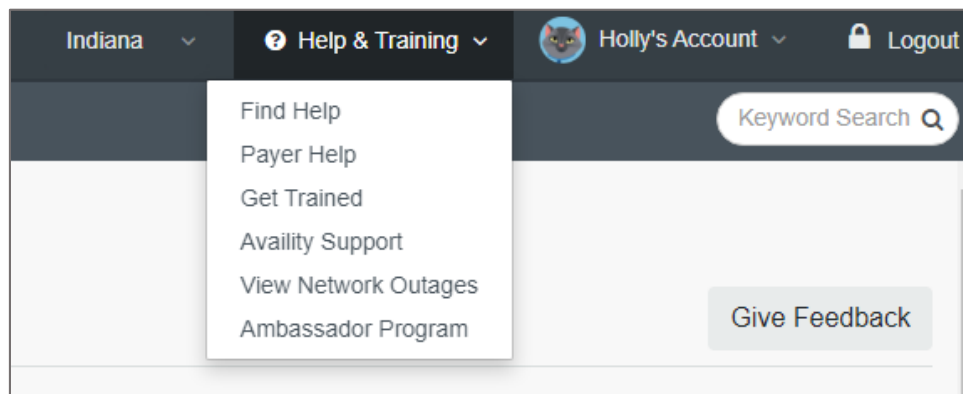 Indiana
Help & Training
Holly's Account
Logout
Keyword Search
Find Help
Payer Help
Get Trained
Availity Support
View Network Outages
Ambassador Program
Give Feedback